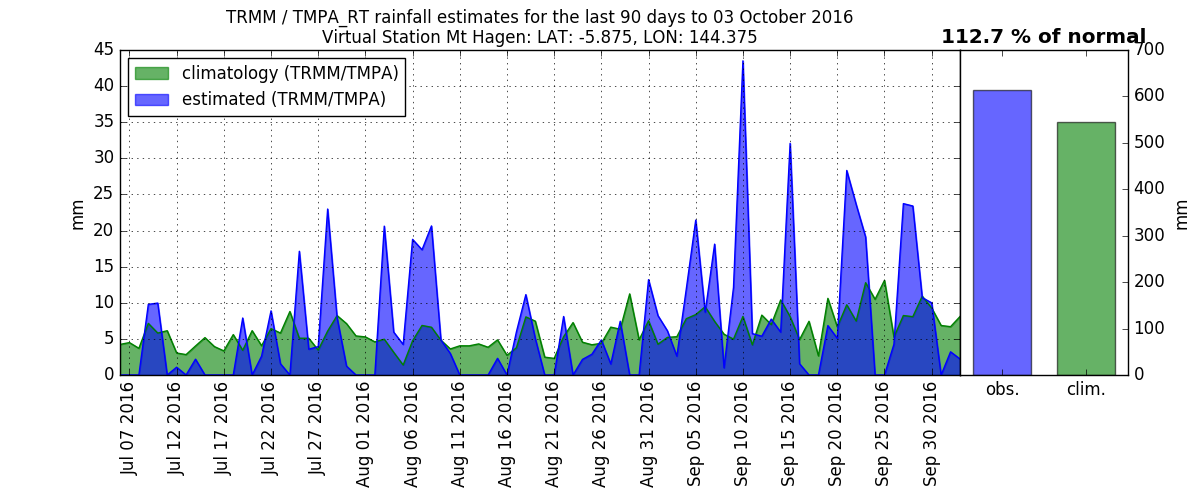 TRMM / TMPA_RT rainfall estimates for the last 90 days to 03 October 2016
Virtual Station Mt Hagen: LAT: -5.875, LON: 144.375
112.7 % of normal
climatology (TRMM/TMPA)
estimated (TRMM/TMPA)
45
40
35
30
25
20
15
10
5
0
mm
Jul 07 2016
Jul 12 2016
Jul 17 2016
Jul 22 2016
Jul 27 2016
Aug 01 2016
Aug 06 2016
Aug 11 2016
Aug 16 2016
Aug 21 2016
Aug 26 2016
Aug 31 2016
Sep 05 2016
Sep 10 2016
Sep 15 2016
Sep 20 2016
Sep 25 2016
Sep 30 2016
700
600
500
400
300
200
100
0
mm
obs.
clim.